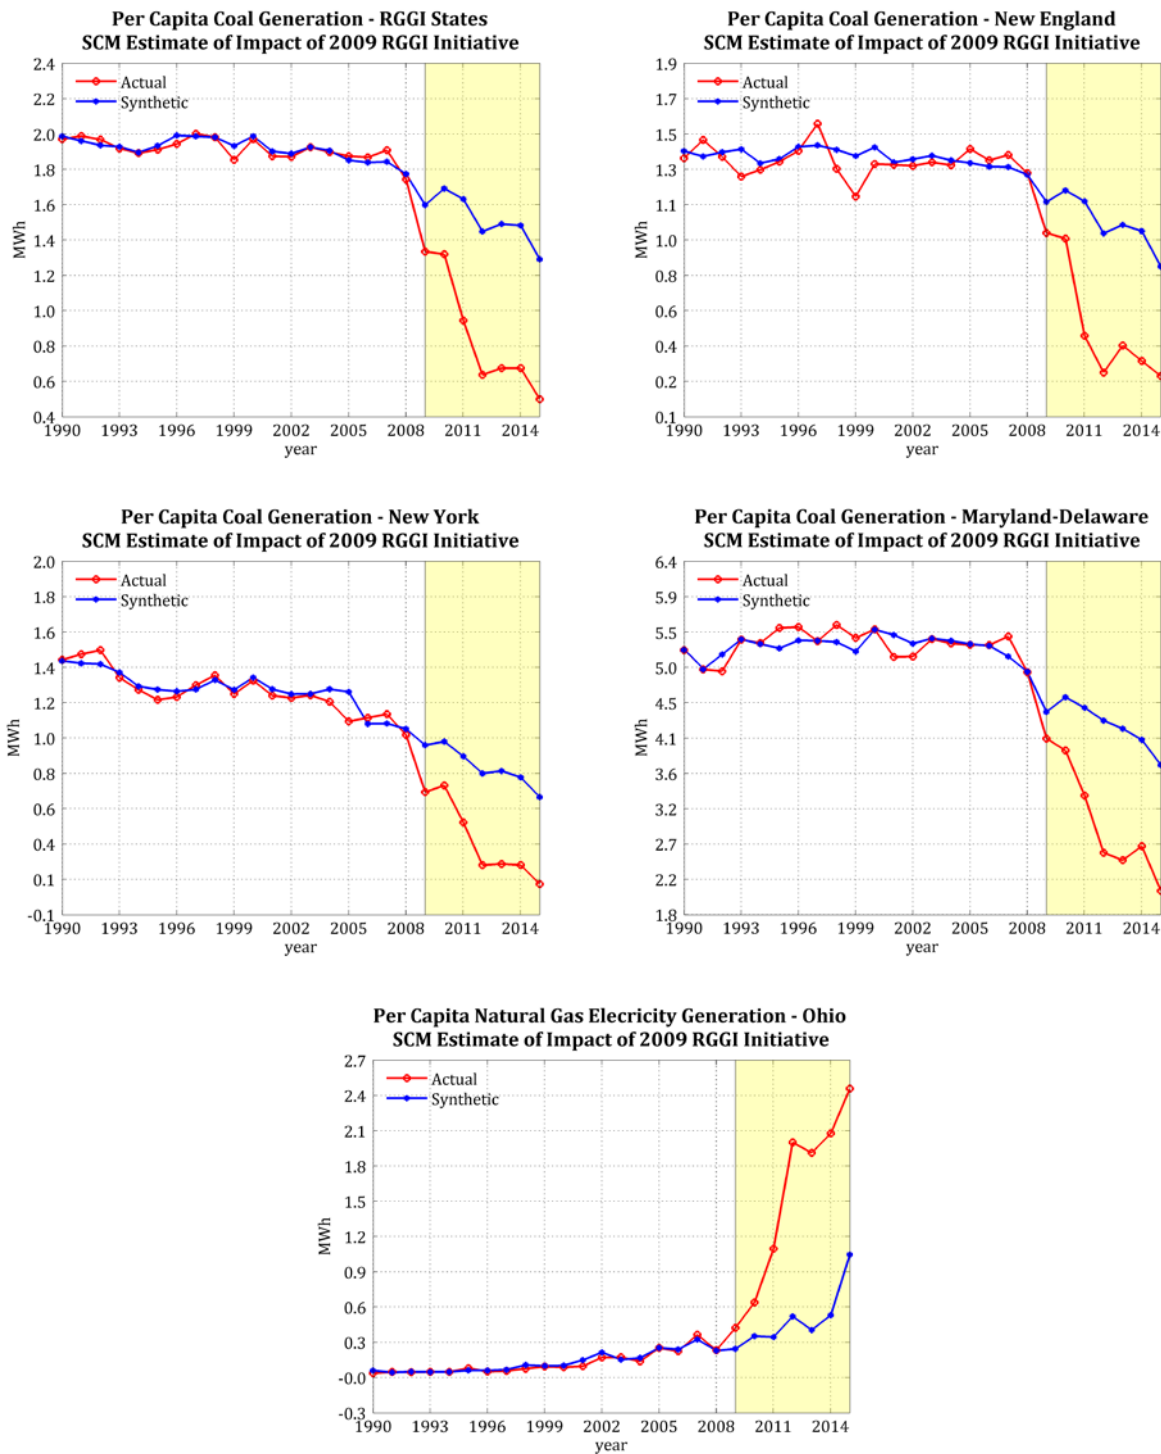 Per Capita Coal Generation - RGGI States
SCM Estimate of Impact of 2009 RGGI Initiative
2.4
2.2
2.0
1.8
1.6
1.4
1.2
1.0
0.8
0.6
0.4
MWh
Actual
Synthetic
1990 1993 1996 1999 2002 2005 2008 2011 2014
year
Per Capita Coal Generation - New England
SCM Estimate of Impact of 2009 RGGI Initiative
1.9
1.7
1.5
1.3
1.1
1.0
0.8
0.6
0.4
0.2
0.1
MWh
Actual
Synthetic
1990 1993 1996 1999 2002 2005 2008 2011 2014
year
Per Capita Coal Generation - New York
SCM Estimate of Impact of 2009 RGGI Initiative
2.0
1.8
1.6
1.4
1.2
1.0
0.8
0.6
0.4
0.1
-0.1
MWh
Actual
Synthetic
1990 1993 1996 1999 2002 2005 2008 2011 2014
year
Per Capita Coal Generation - Maryland-Delaware
SCM Estimate of Impact of 2009 RGGI Initiative
6.4
5.9
5.5
5.0
4.5
4.1
3.6
3.2
2.7
2.2
1.8
MWh
Actual
Synthetic
1990 1993 1996 1999 2002 2005 2008 2011 2014
year
Per Capita Natural Gas Elecricity Generation - Ohio
SCM Estimate of Impact of 2009 RGGI Initiative
2.7
2.4
2.1
1.8
1.5
1.2
0.9
0.6
0.3
-0.0
-0.3
MWh
Actual
Synthetic
1990 1993 1996 1999 2002 2005 2008 2011 2014
year